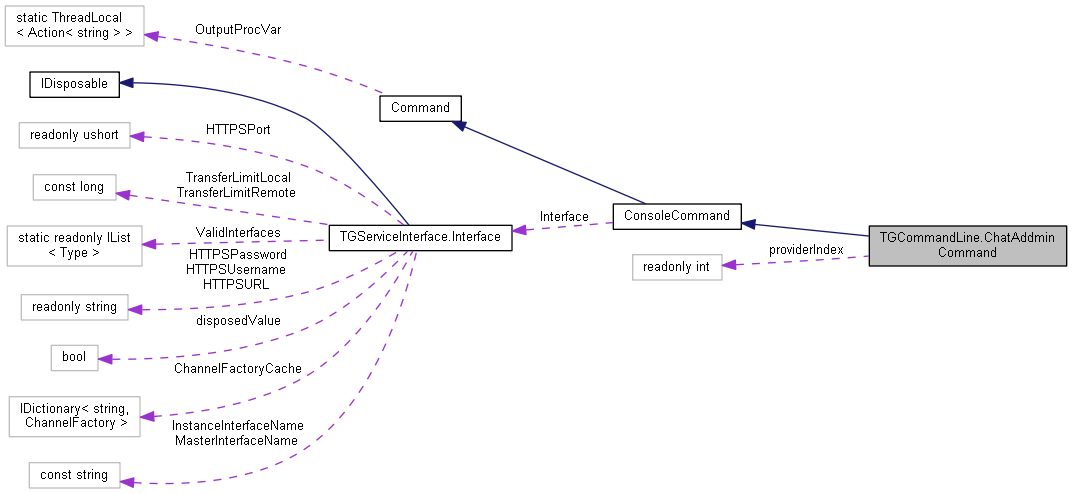 static ThreadLocal
< Action< string > >
OutputProcVar
IDisposable
Command
readonly ushort
HTTPSPort
const long
TransferLimitLocal
TransferLimitRemote
static readonly IList
< Type >
ValidInterfaces
TGServiceInterface.Interface
Interface
ConsoleCommand
TGCommandLine.ChatAddmin
Command
providerIndex
readonly int
HTTPSPassword
HTTPSUsername
HTTPSURL
readonly string
disposedValue
bool
ChannelFactoryCache
IDictionary< string,
ChannelFactory >
InstanceInterfaceName
MasterInterfaceName
const string